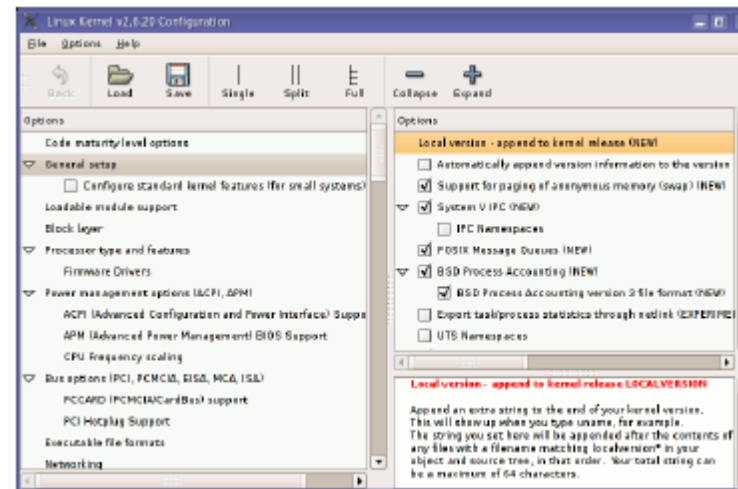 Linux Kernel v2.6.20 Configuration
File Options Help
Back Load Save Single Split Full Collapse Expand
Options
Code maturity level options
General setup
Configure standard kernel features (for small systems)
Loadable module support
Block layer
Processor type and features
Firmware Drivers
Power management options (ACPI, APM)
ACPI (Advanced Configuration and Power Interface) Suppo
APM (Advanced Power Management) BIOS Support
CPU Frequency scaling
Bus options (PCI, PCMCIA, EISA, MCA, ISA)
PCCARD (PCMCIA/CardBus) support
PCI Hotplug Support
Executable file formats
Networking
Options
Local version - append to kernel release (NEW)
Automatically append version information to the version
Support for paging of anonymous memory (swap) (NEW)
System V IPC (NEW)
IPC Namespaces
POSIX Message Queues (NEW)
BSD Process Accounting (NEW)
BSD Process Accounting version 3 file format (NEW)
Export task/process statistics through netlink (EXPERIME
UTS Namespaces
Local version - append to kernel release LOCALVERSION
Append an extra string to the end of your kernel version.
This will show up when you type uname, for example.
The string you set here will be appended after the contents of
any files with a filename matching localversion* in your
object and source tree, in that order. Your total string can
be a maximum of 64 characters.